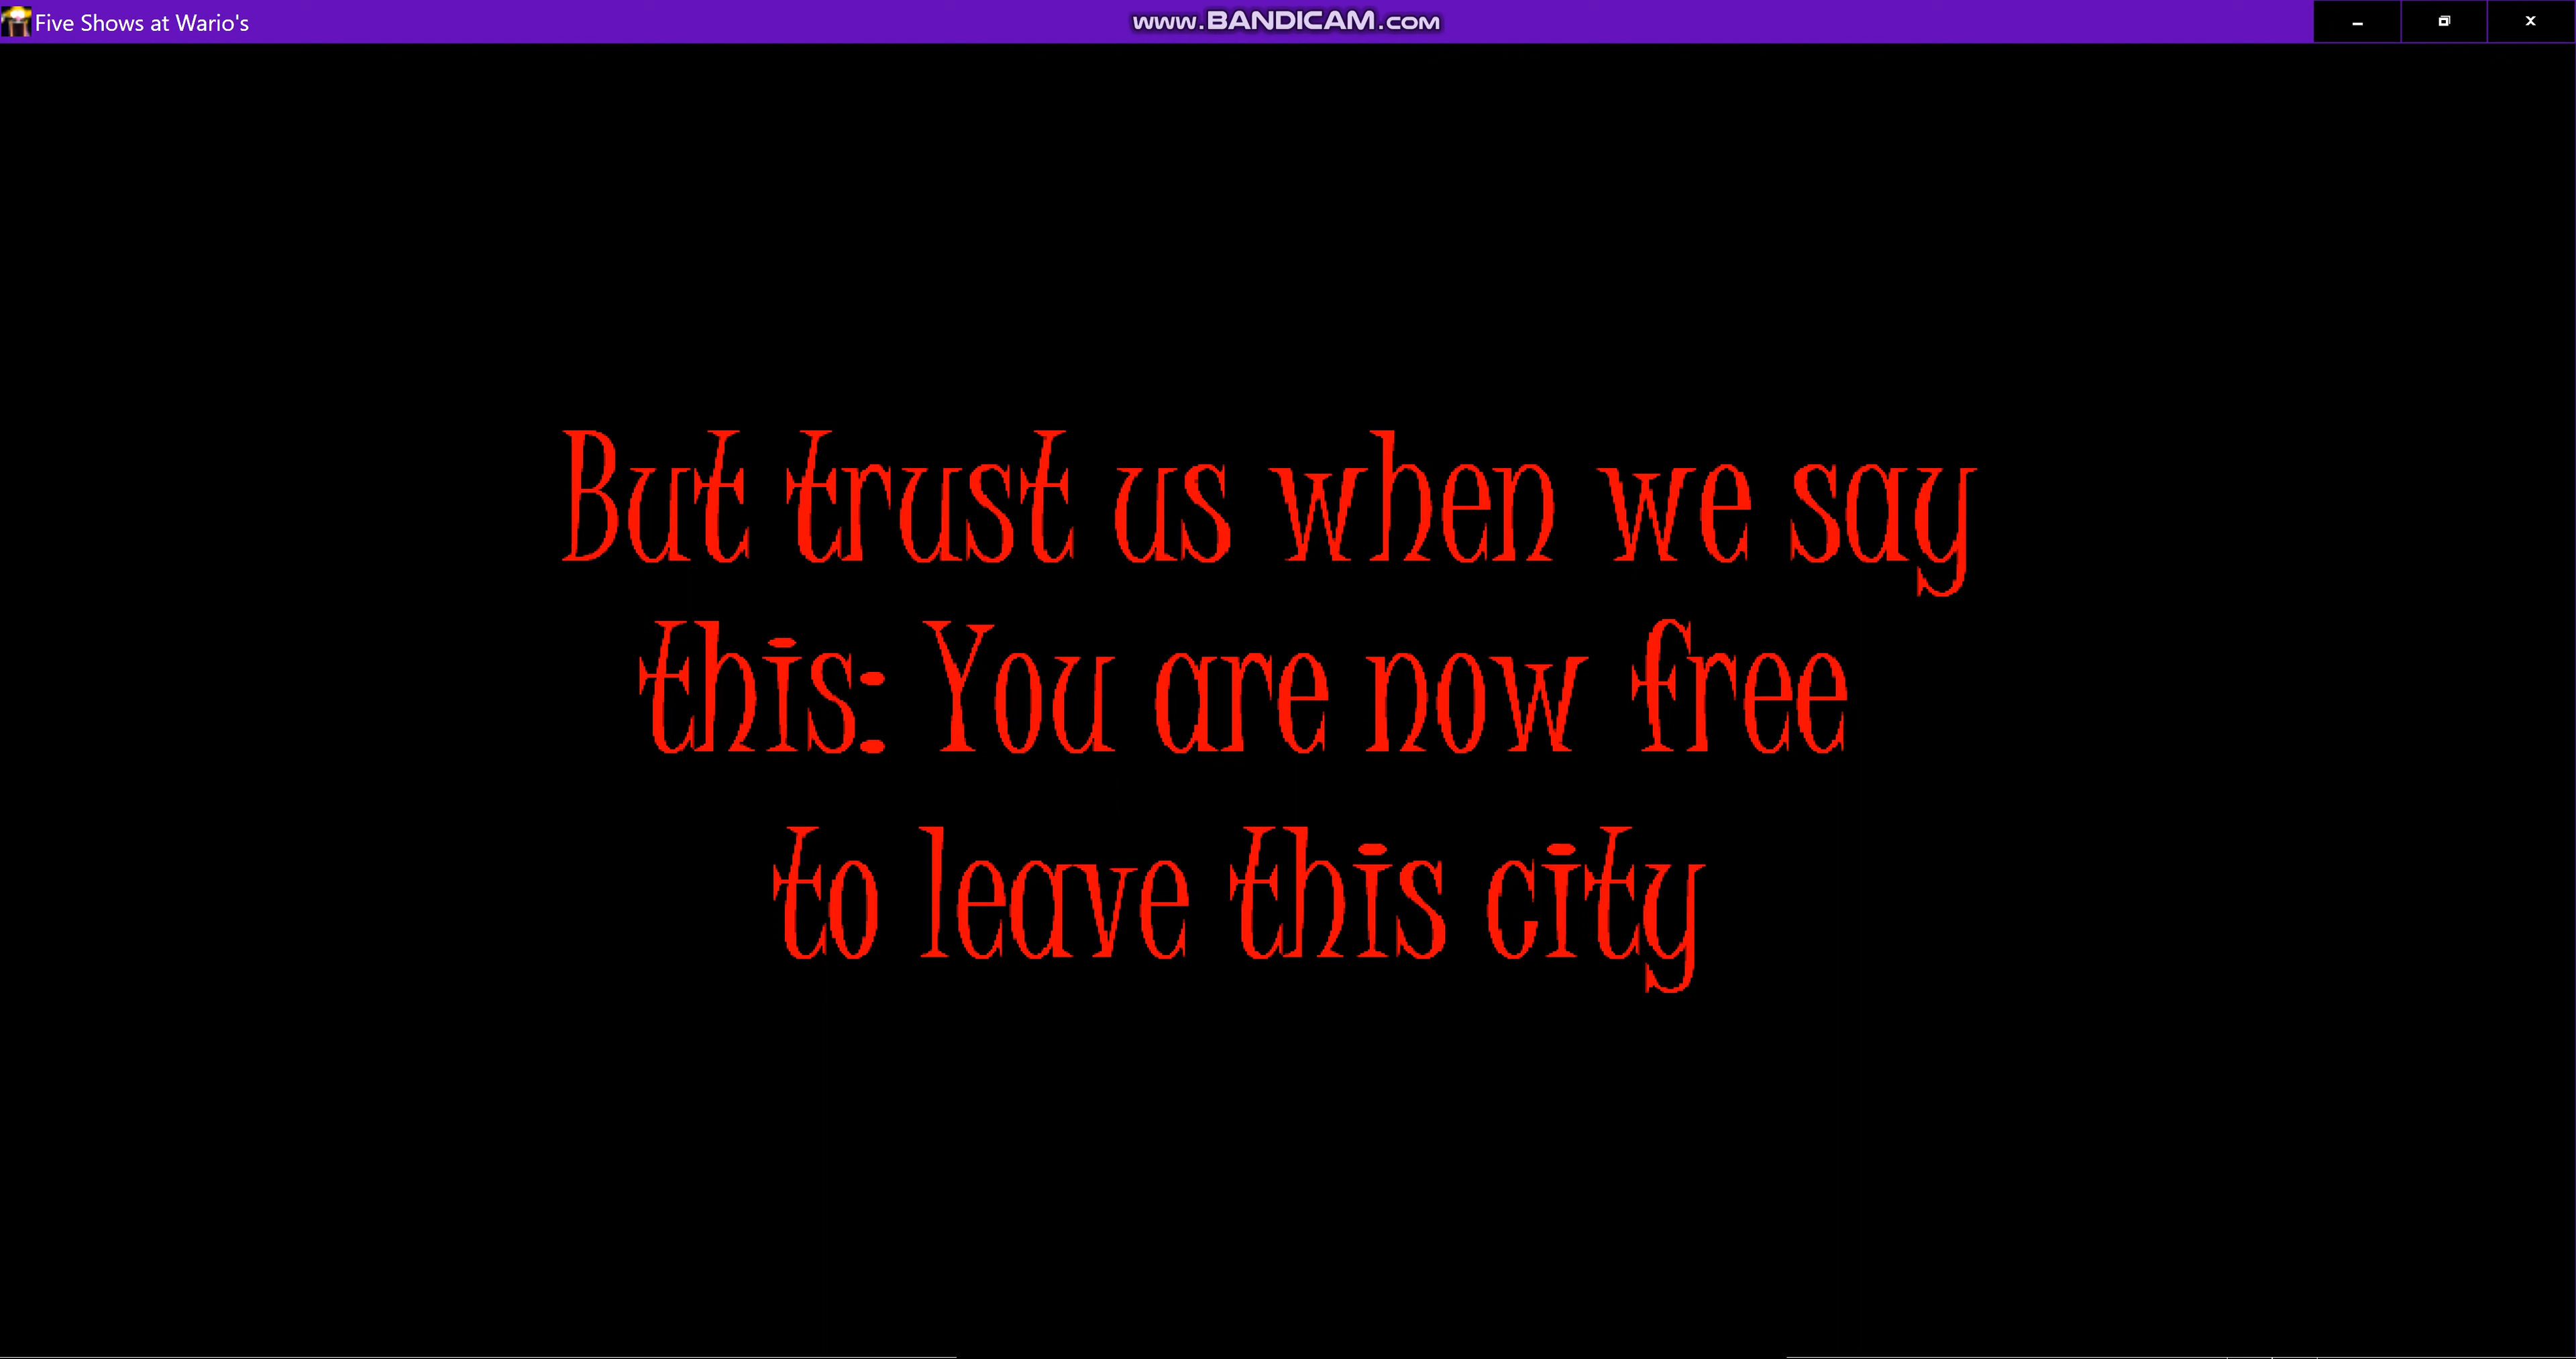 Five Shows at Wario's
www.BANDICAM.com
But trust us when we say
this: You are now free
to leave this city